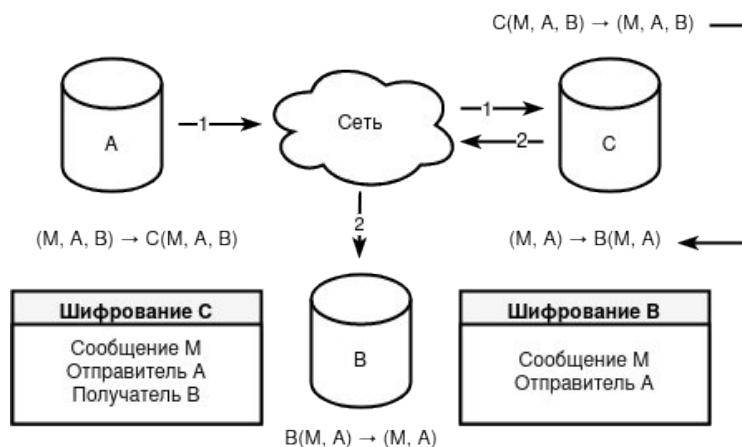 C(M, A, B) → (M, A, B)
A
1
Сеть
1
2
C
2
(M, A, B) → C(M, A, B)
(M, A) → B(M, A)
Шифрование C
Сообщение M
Отправитель A
Получатель B
B
Шифрование B
Сообщение M
Отправитель A
B(M, A) → (M, A)